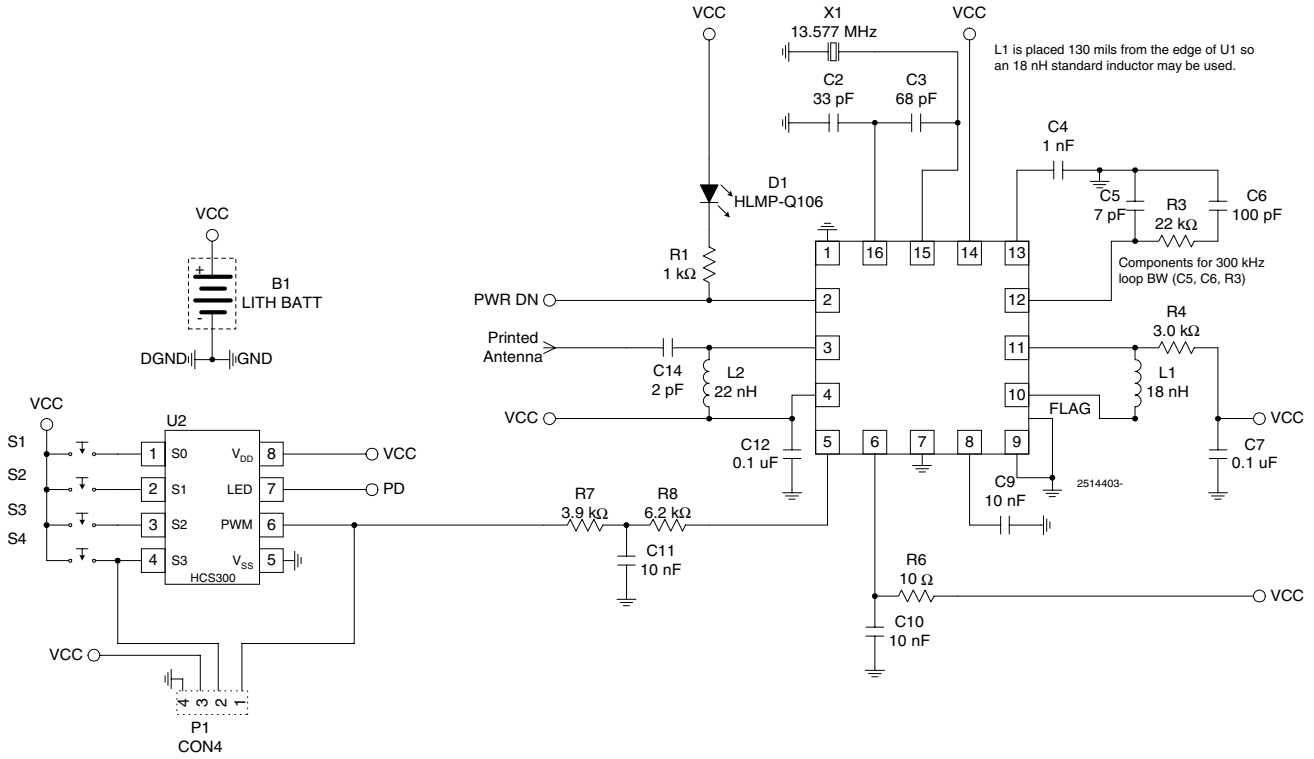 VCC
X1
13.577 MHz
VCC
L1 is placed 130 mils from the edge of U1 so
an 18 nH standard inductor may be used.
C2
33 pF
C3
68 pF
C4
1 nF
D1
HLMP-Q106
C5
7 pF
R3
22 kΩ
C6
100 pF
VCC
B1
LITH BATT
+
-
DGND
GND
R1
1 kΩ
1
16
15
14
13
Components for 300 kHz
loop BW (C5, C6, R3)
PWR DN
2
12
R4
3.0 kΩ
Printed
Antenna
3
11
C14
2 pF
L2
22 nH
L1
18 nH
4
10
FLAG
VCC
VCC
C12
0.1 uF
5
6
7
8
9
C7
0.1 uF
C9
10 nF
2514403-
VCC
U2
S1
1
S0
VDD
8
VCC
S2
2
S1
LED
7
PD
S3
3
S2
PWM
6
S4
4
S3
VSS
5
HCS300
R7
3.9 kΩ
R8
6.2 kΩ
C11
10 nF
R6
10 Ω
VCC
C10
10 nF
VCC
4
3
2
1
P1
CON4